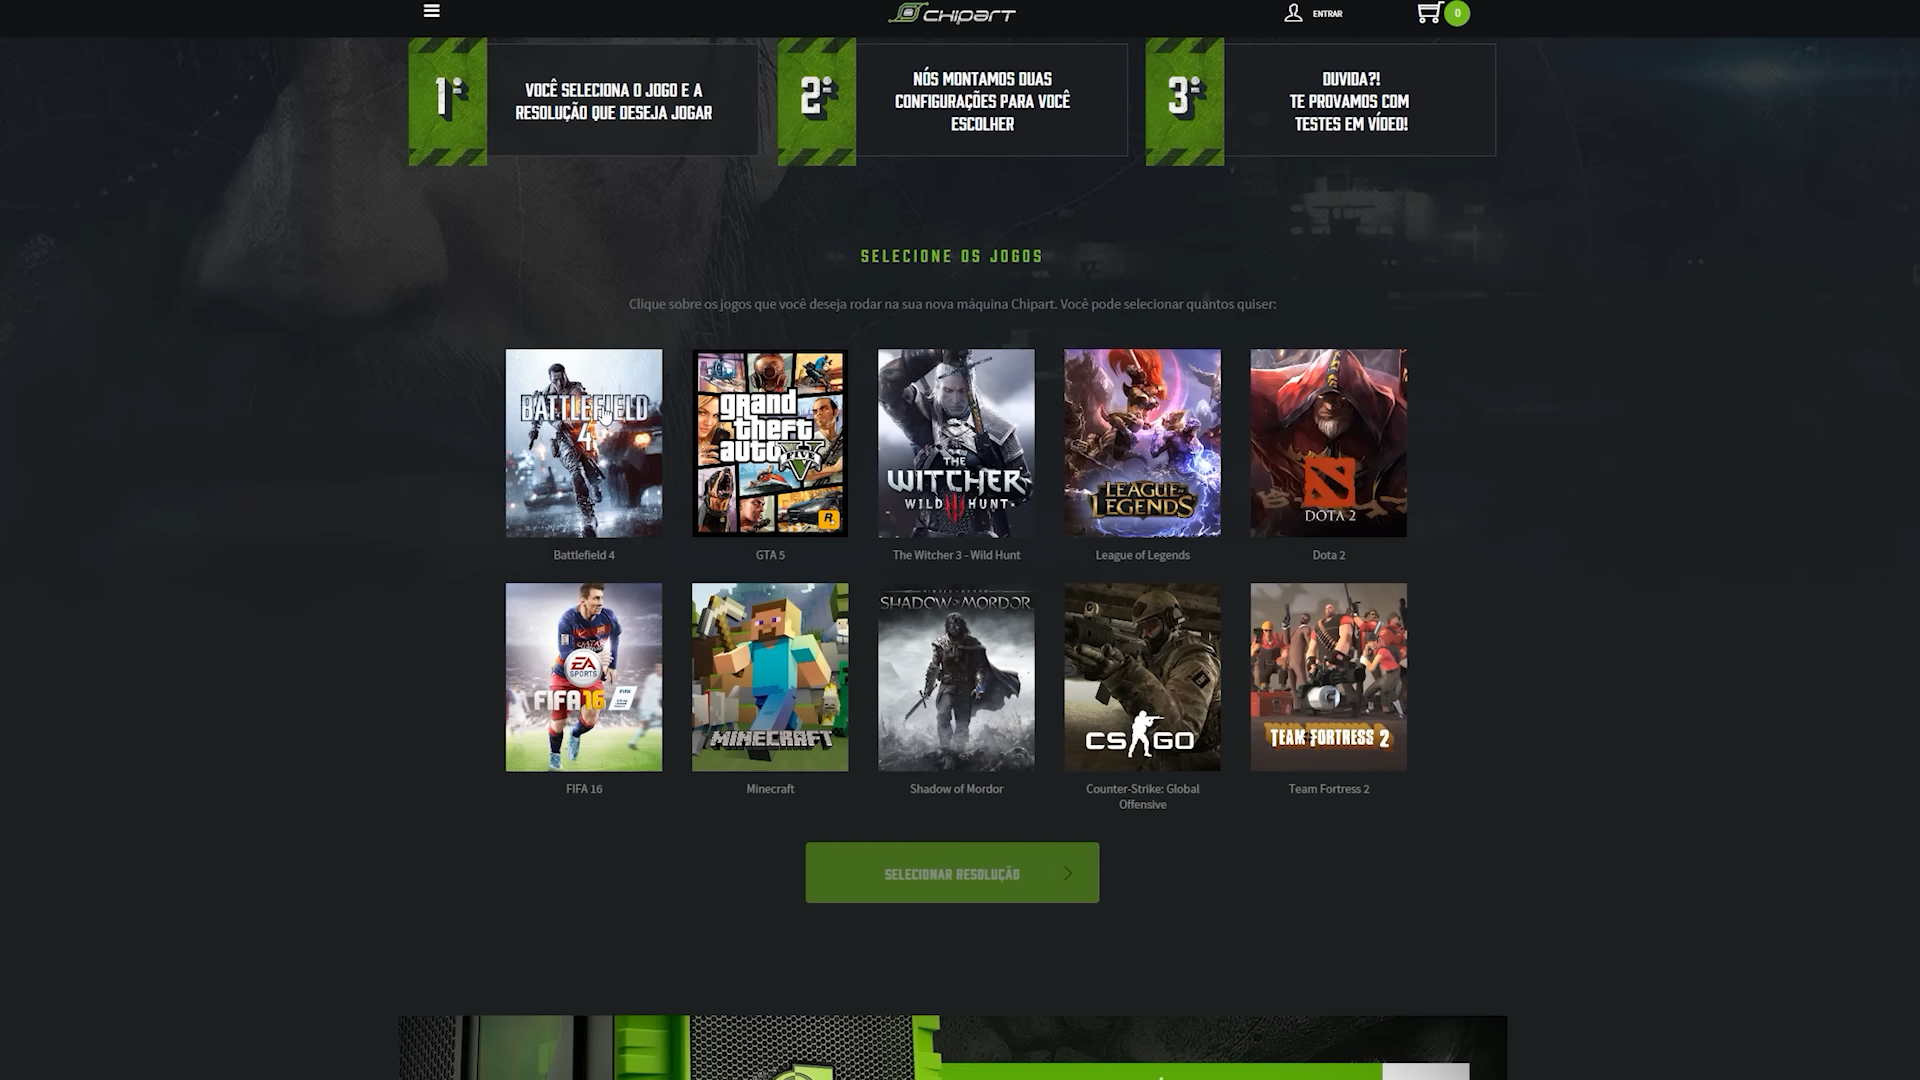 CHIPART
ENTRAR
0
1º
VOCÊ SELECIONA O JOGO E A
RESOLUÇÃO QUE DESEJA JOGAR
2º
NÓS MONTAMOS DUAS
CONFIGURAÇÕES PARA VOCÊ
ESCOLHER
3º
DUVIDA?!
TE PROVAMOS COM
TESTES EM VÍDEO!
SELECIONE OS JOGOS
Clique sobre os jogos que você deseja rodar na sua nova máquina Chipart. Você pode selecionar quantos quiser:
BATTLEFIELD
4
grand
theft
auto
V
FIVE
R
THE
WITCHER
WILD HUNT
LEAGUE OF
LEGENDS
DOTA 2
Battlefield 4
GTA 5
The Witcher 3 - Wild Hunt
League of Legends
Dota 2
EA
SPORTS
FIFA 16
FIFA
MINECRAFT
SHADOW OF MORDOR
CS GO
TEAM FORTRESS 2
FIFA 16
Minecraft
Shadow of Mordor
Counter-Strike: Global
Offensive
Team Fortress 2
SELECIONAR RESOLUÇÃO